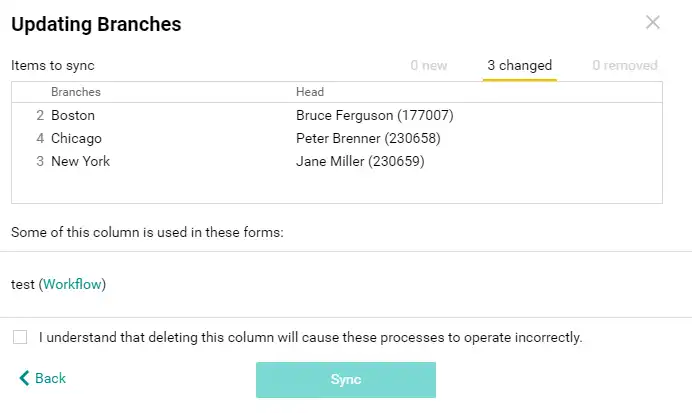 Updating Branches
Items to sync 0 new 3 changed 0 removed
Branches Head
2 Boston Bruce Ferguson (177007)
4 Chicago Peter Brenner (230658)
3 New York Jane Miller (230659)
Some of this column is used in these forms:
test (Workflow)
I understand that deleting this column will cause these processes to operate incorrectly.
Back Sync